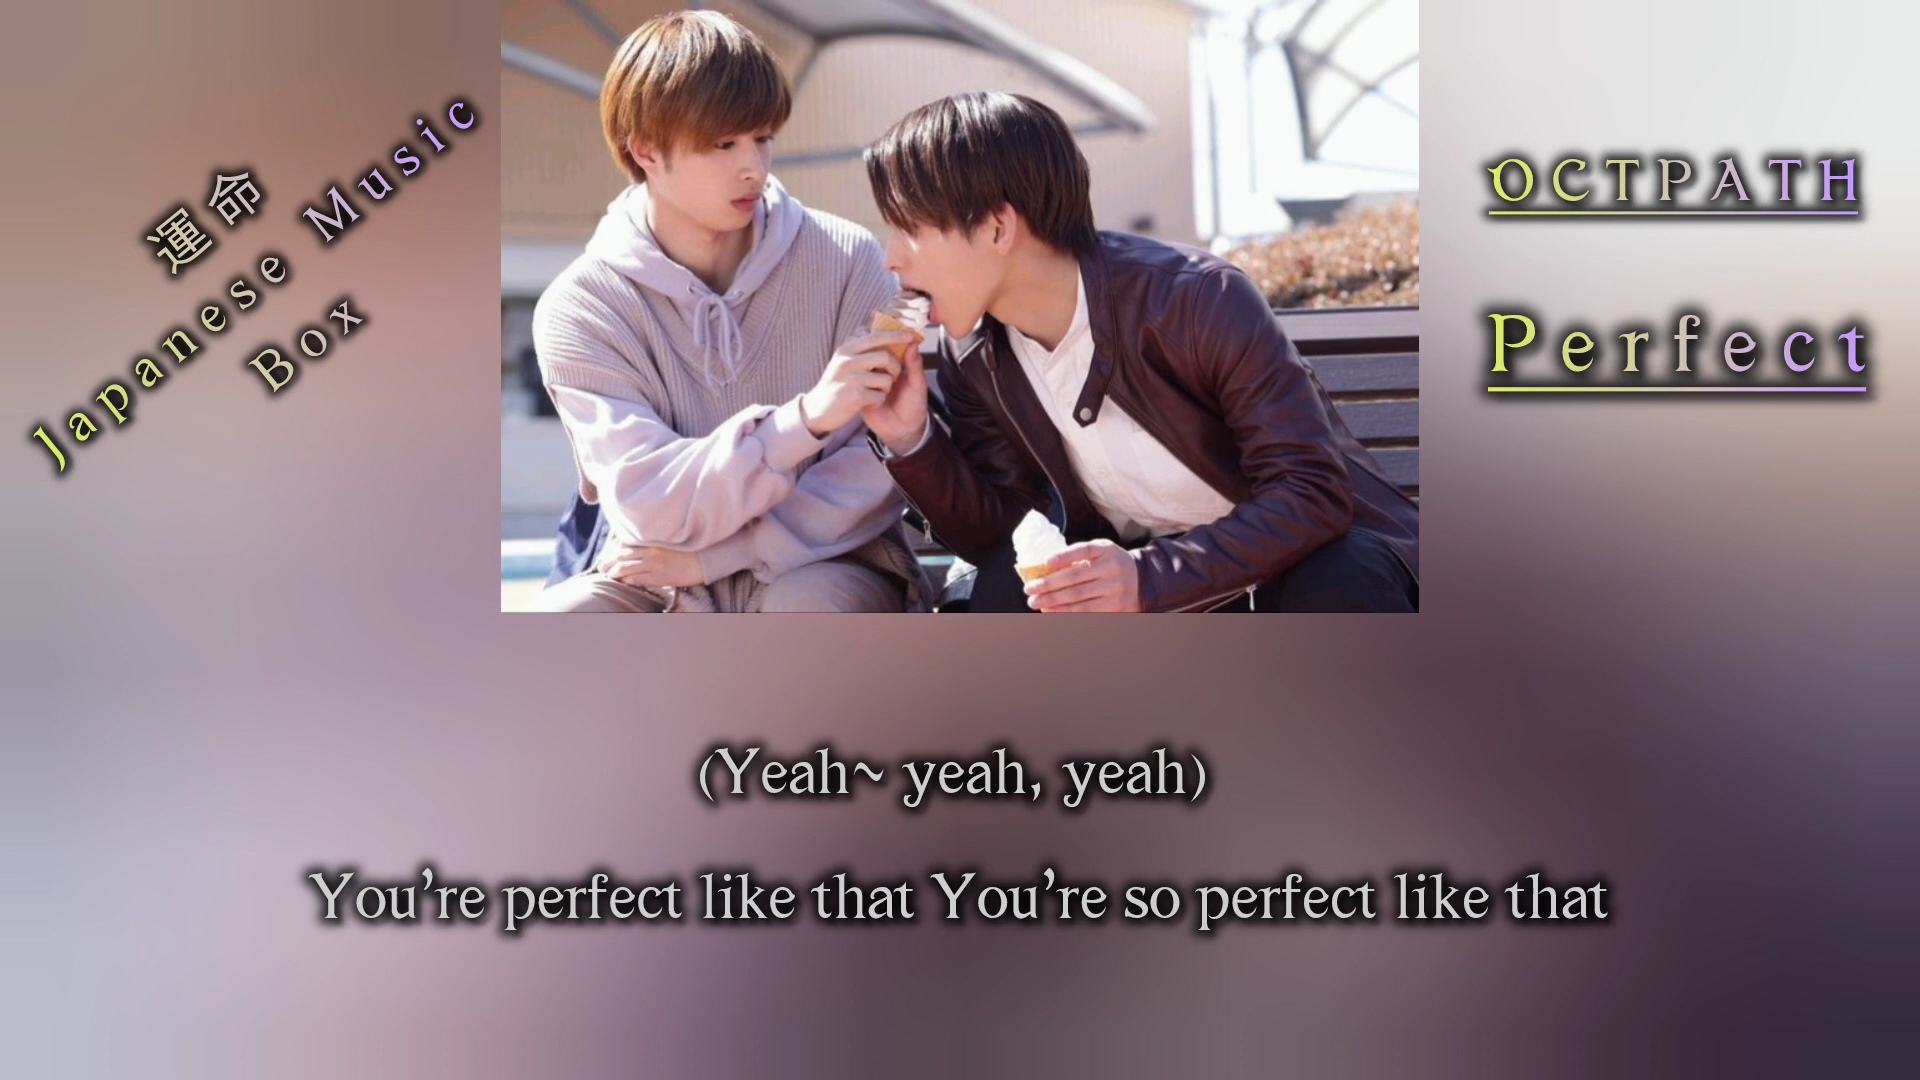 運命
Japanese Music
Box
OCTPATH
Perfect
(Yeah~ yeah, yeah)
You're perfect like that You're so perfect like that